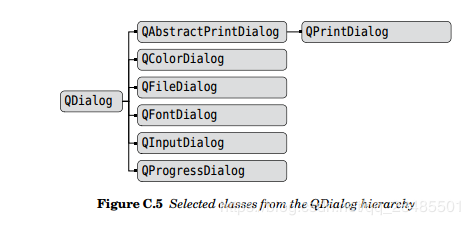 QAbstractPrintDialog QPrintDialog
QColorDialog
QFileDialog
QDialog
QFontDialog
QInputDialog
QProgressDialog
Figure C.5 Selected classes from the QDialog hierarchy